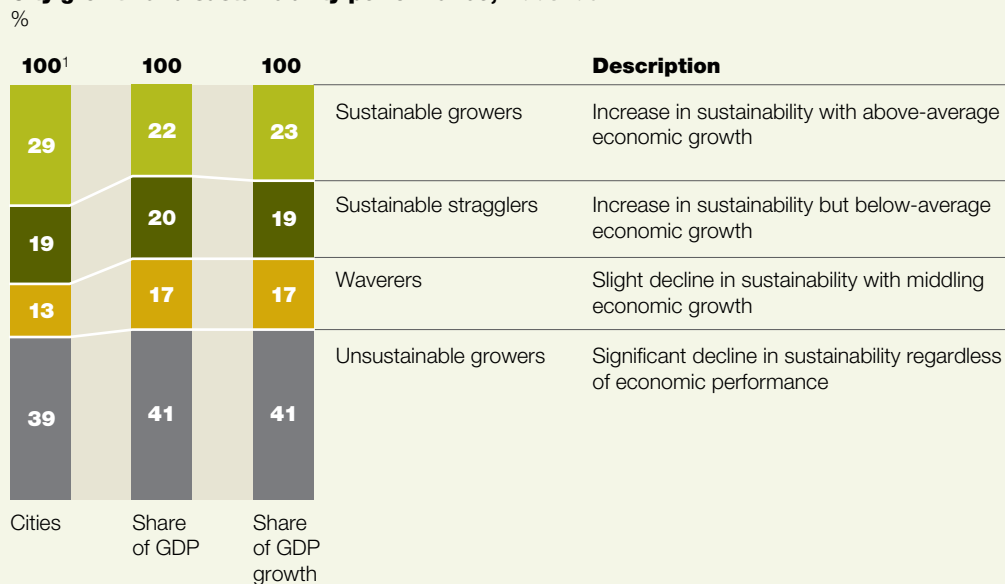 %
100¹ 100 100 Description
29 22 23 Sustainable growers Increase in sustainability with above-average
economic growth
19 20 19 Sustainable stragglers Increase in sustainability but below-average
economic growth
13 17 17 Waverers Slight decline in sustainability with middling
economic growth
39 41 41 Unsustainable growers Significant decline in sustainability regardless
of economic performance
Cities Share Share
of GDP of GDP
growth